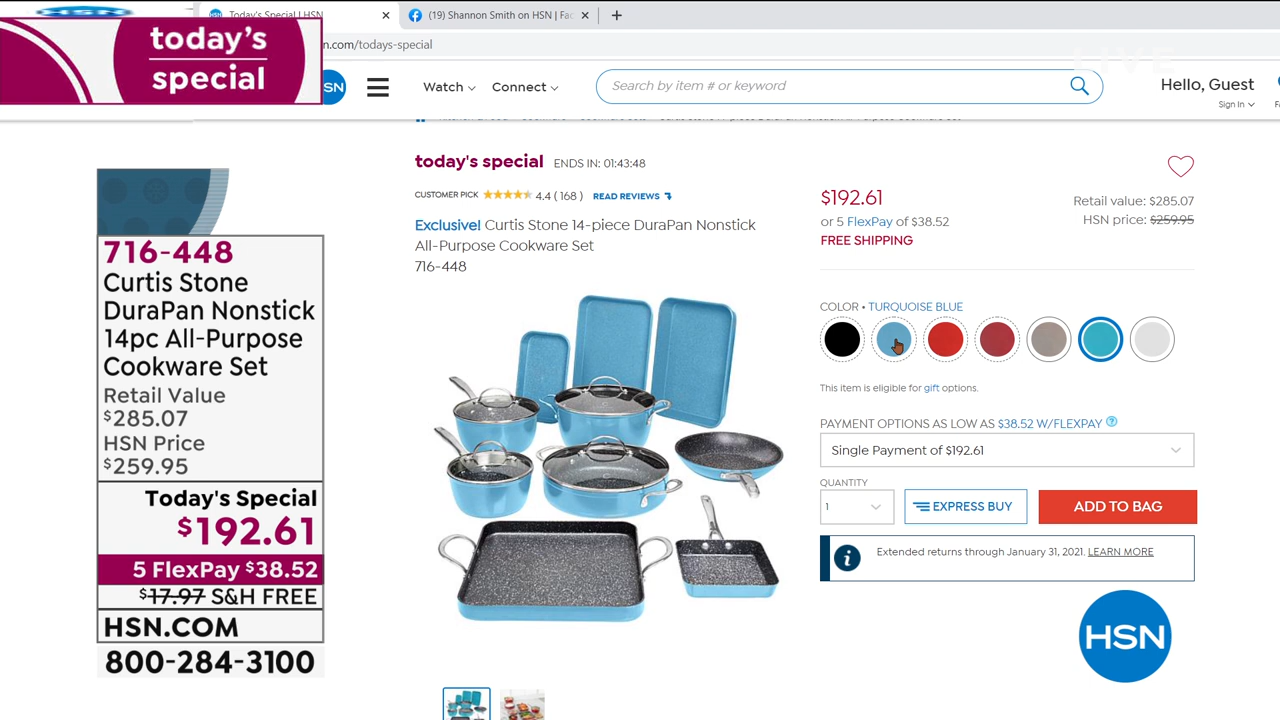 Today's Special | HSN
(19) Shannon Smith on HSN | Fac
today's
special
n.com/todays-special
LIVE
SN
Watch
Connect
Search by item # or keyword
Hello, Guest
Sign In
today's special ENDS IN: 01:43:48
CUSTOMER PICK 4.4 ( 168 ) READ REVIEWS
Exclusive! Curtis Stone 14-piece DuraPan Nonstick
All-Purpose Cookware Set
716-448
$192.61
or 5 FlexPay of $38.52
FREE SHIPPING
Retail value: $285.07
HSN price: $259.95
COLOR • TURQUOISE BLUE
This item is eligible for gift options.
PAYMENT OPTIONS AS LOW AS $38.52 W/FLEXPAY ?
Single Payment of $192.61
QUANTITY
1
EXPRESS BUY
ADD TO BAG
i
Extended returns through January 31, 2021. LEARN MORE
HSN
716-448
Curtis Stone
DuraPan Nonstick
14pc All-Purpose
Cookware Set
Retail Value
$285.07
HSN Price
$259.95
Today's Special
$192.61
5 FlexPay $38.52
$17.97 S&H FREE
HSN.COM
800-284-3100